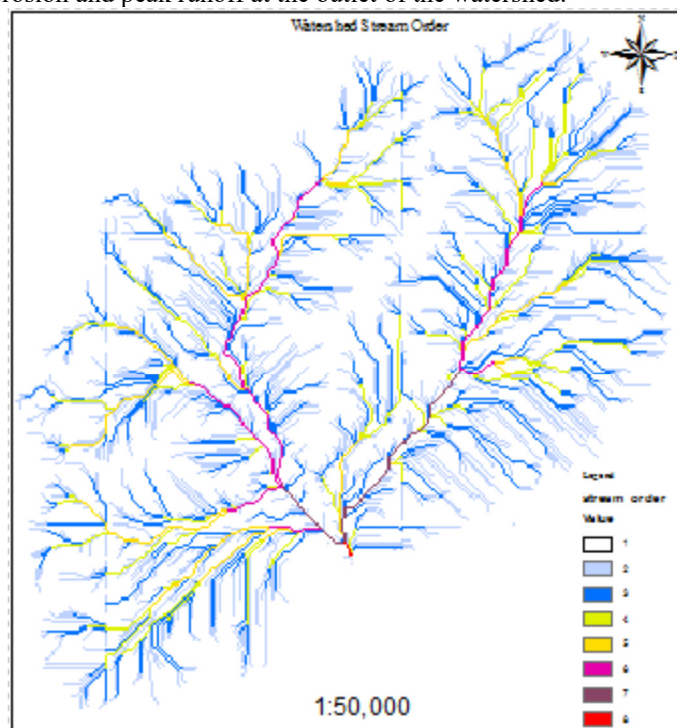 rosion and peak runoff at the outlet of the watershed.
Watershed Stream Order
N
S
Legend
stream order
Value
1
2
3
4
5
6
7
8
1:50,000